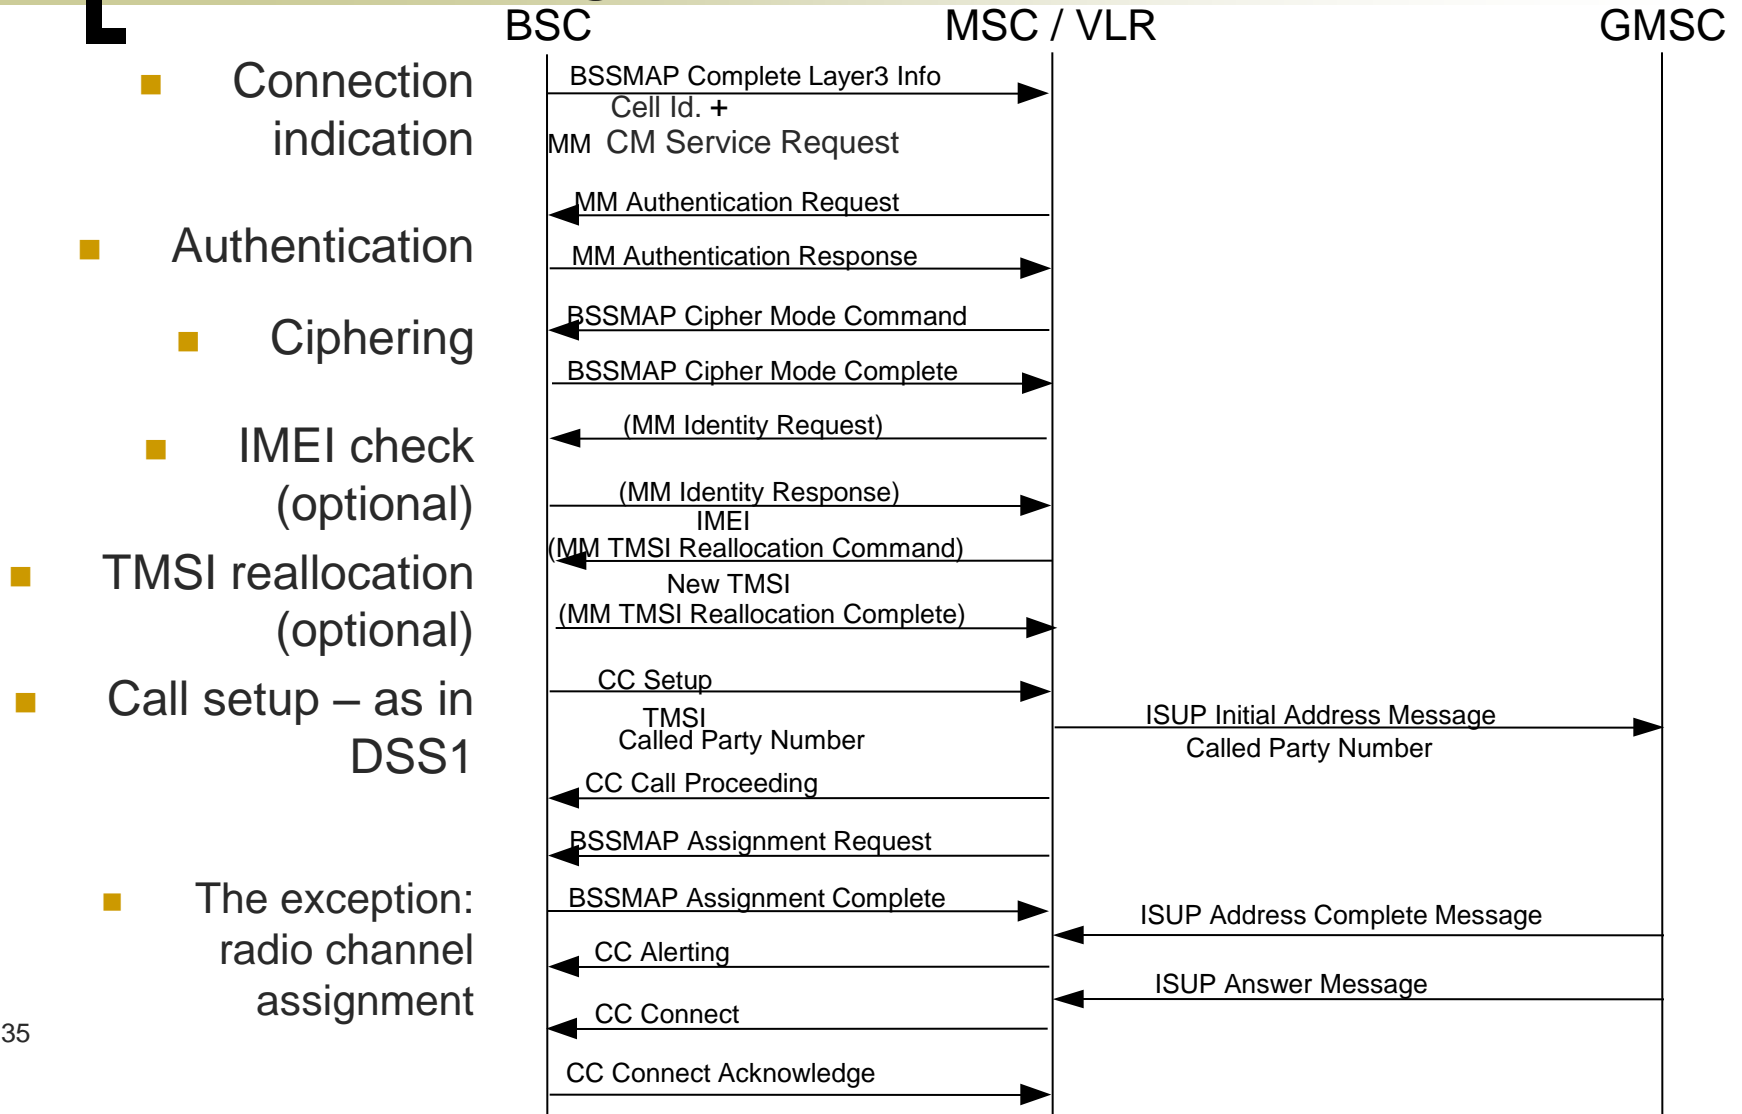 BSC MSC / VLR GMSC
Connection
indication
BSSMAP Complete Layer3 Info
Cell Id. +
MM CM Service Request
MM Authentication Request
Authentication
MM Authentication Response
BSSMAP Cipher Mode Command
Ciphering
BSSMAP Cipher Mode Complete
(MM Identity Request)
IMEI check
(optional)
(MM Identity Response)
IMEI
(MM TMSI Reallocation Command)
TMSI reallocation
(optional)
New TMSI
(MM TMSI Reallocation Complete)
CC Setup
Call setup – as in
DSS1
TMSI
Called Party Number
ISUP Initial Address Message
Called Party Number
CC Call Proceeding
BSSMAP Assignment Request
The exception:
radio channel
assignment
BSSMAP Assignment Complete
ISUP Address Complete Message
CC Alerting
ISUP Answer Message
CC Connect
35
CC Connect Acknowledge